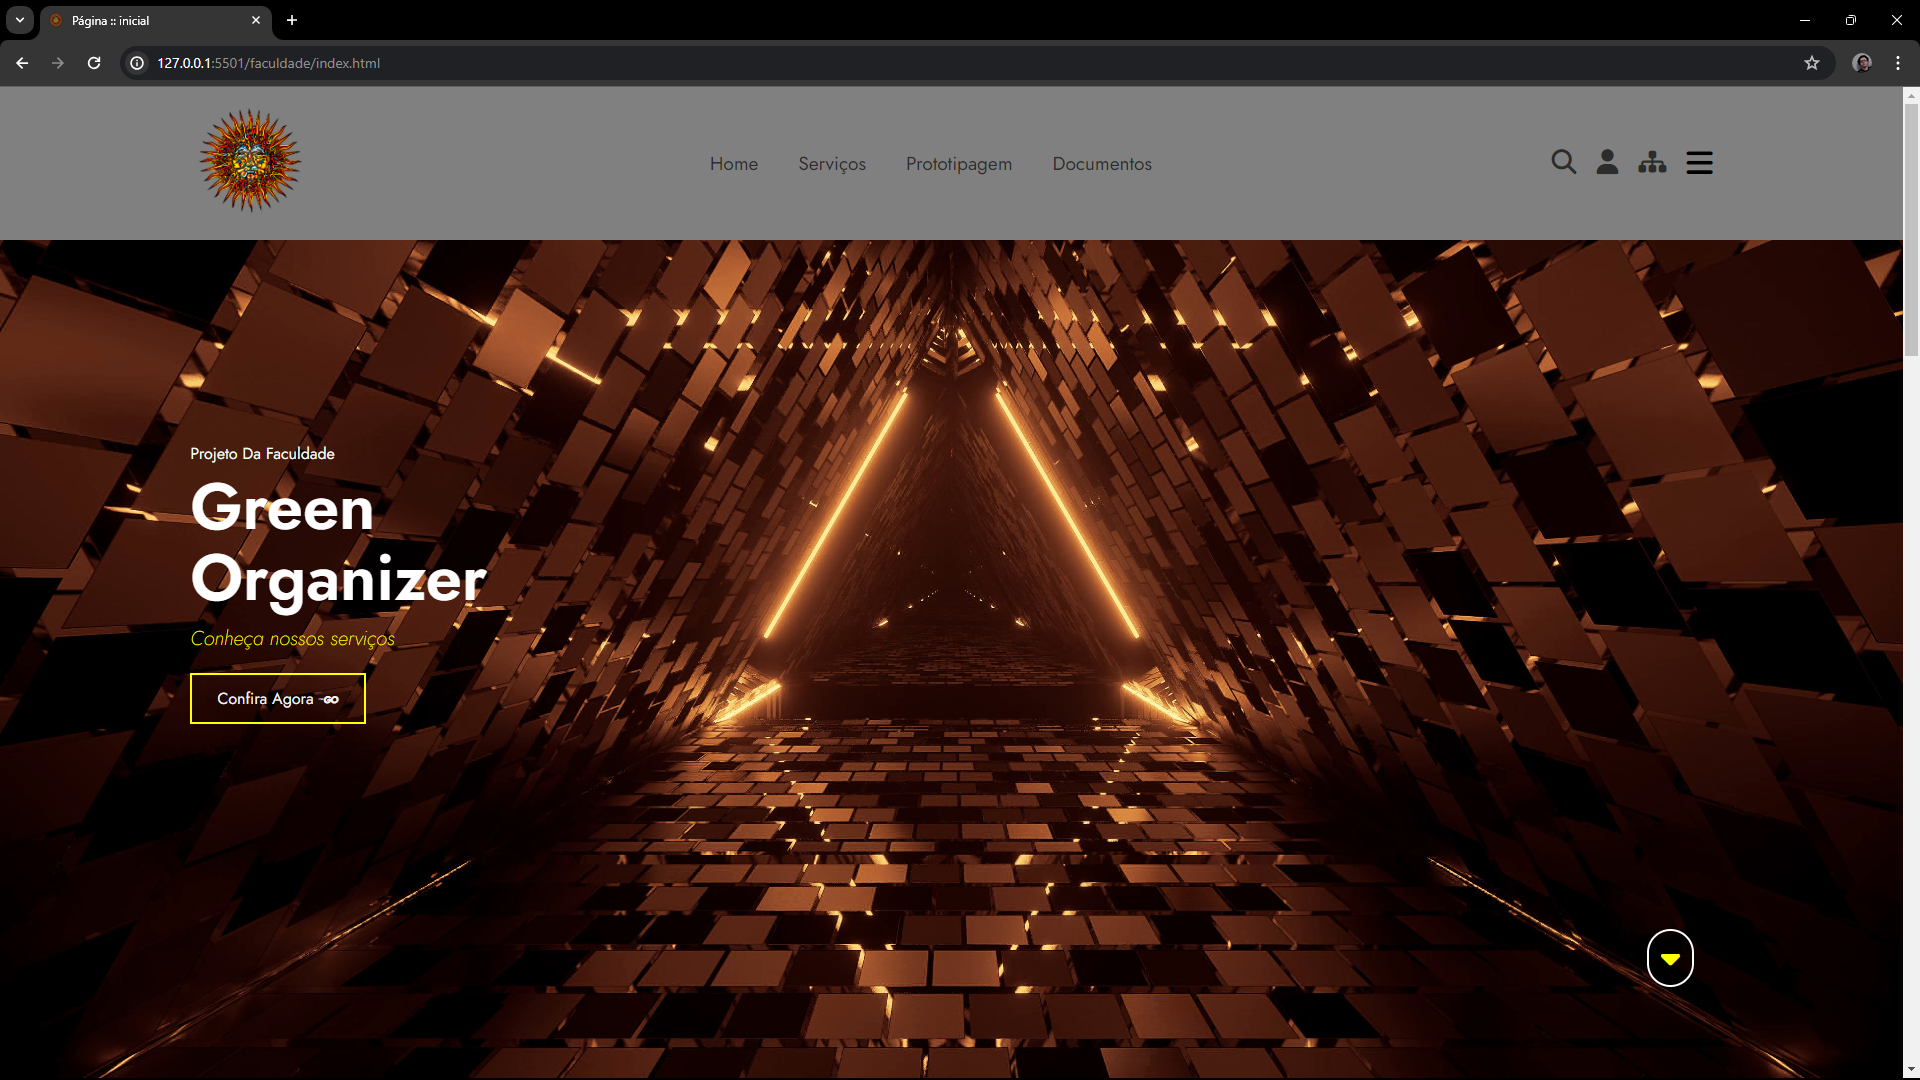 Página :: inicial
127.0.0.1:5501/faculdade/index.html
Home Serviços Prototipagem Documentos
Projeto Da Faculdade
Green
Organizer
Conheça nossos serviços
Confira Agora